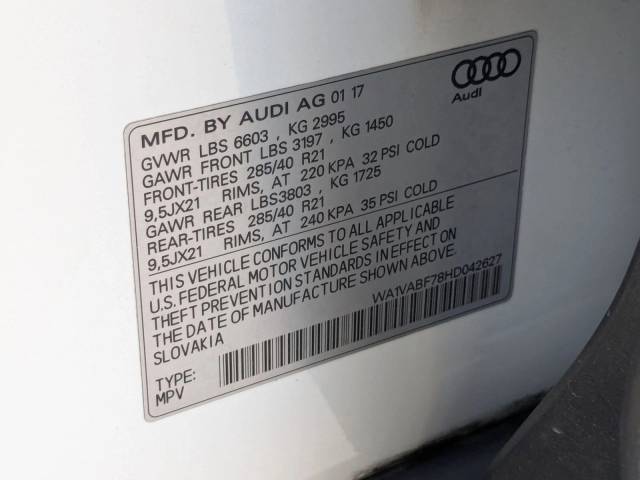 MFD. BY AUDI AG 01 17
Audi
GVWR LBS 6603 , KG 2995
GAWR FRONT LBS 3197 , KG 1450
FRONT-TIRES 285/40 R21
9,5JX21 RIMS, AT 220 KPA 32 PSI COLD
GAWR REAR LBS3803 , KG 1725
REAR-TIRES 285/40 R21
9,5JX21 RIMS, AT 240 KPA 35 PSI COLD
THIS VEHICLE CONFORMS TO ALL APPLICABLE
U.S. FEDERAL MOTOR VEHICLE SAFETY AND
THEFT PREVENTION STANDARDS IN EFFECT ON
THE DATE OF MANUFACTURE SHOWN ABOVE.
SLOVAKIA
WA1VABF78HD042627
TYPE:
MPV